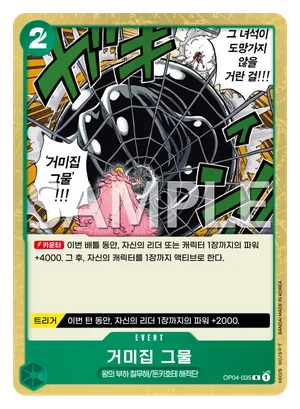 2
그 녀석이
도망가지
않을
거란 걸!!!
'거미집
그물'
!!!
SAMPLE
카운터 이번 배틀 동안, 자신의 리더 또는 캐릭터 1장까지의 파워
+4000. 그 후, 자신의 캐릭터를 1장까지 액티브로 한다.
트리거 이번 턴 동안, 자신의 리더 1장까지의 파워 +2000.
EVENT
거미집 그물
왕의 부하 칠무해/돈키호테 해적단
OP04-035 R 1
BANDAI MADE IN KOREA